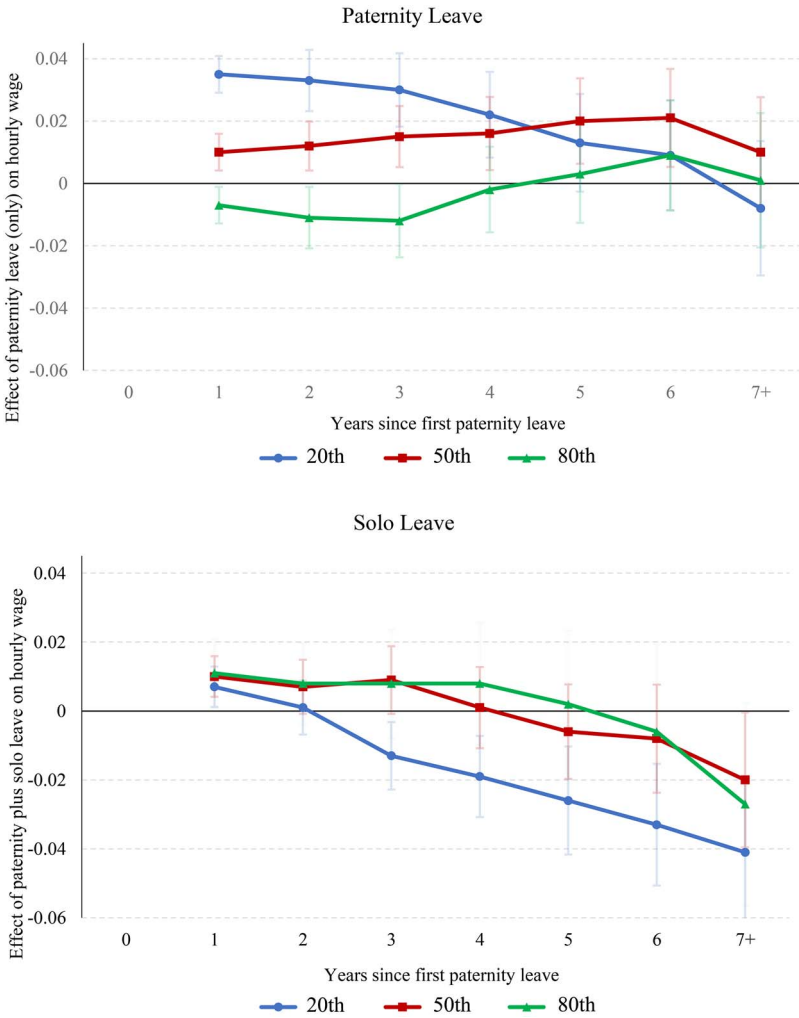 Paternity Leave
Effect of paternity leave (only) on hourly wage
0.04
0.02
0
-0.02
-0.04
-0.06
0 1 2 3 4 5 6 7+
Years since first paternity leave
20th 50th 80th
Solo Leave
Effect of paternity plus solo leave on hourly wage
0.04
0.02
0
-0.02
-0.04
-0.06
0 1 2 3 4 5 6 7+
Years since first paternity leave
20th 50th 80th